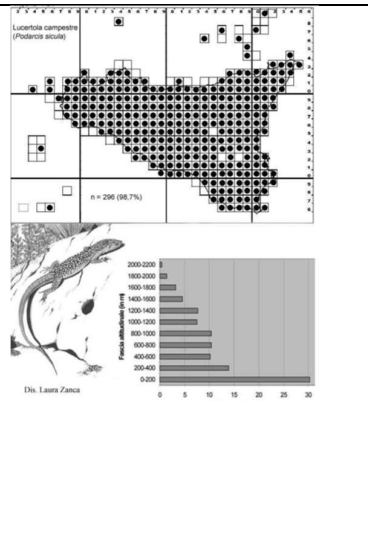 Lucertola campestre
(Podarcis sicula)
n = 296 (98,7%)
Dis. Laura Zanca
Fascia altitudinale (in m)
2000-2200
1800-2000
1600-1800
1400-1600
1200-1400
1000-1200
800-1000
600-800
400-600
200-400
0-200
0 5 10 15 20 25 30